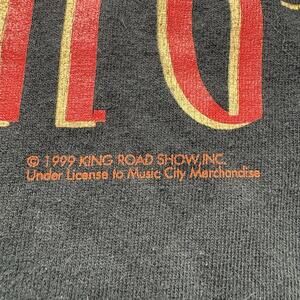 © 1999 KING ROAD SHOW, INC.
Under License to Music City Merchandise